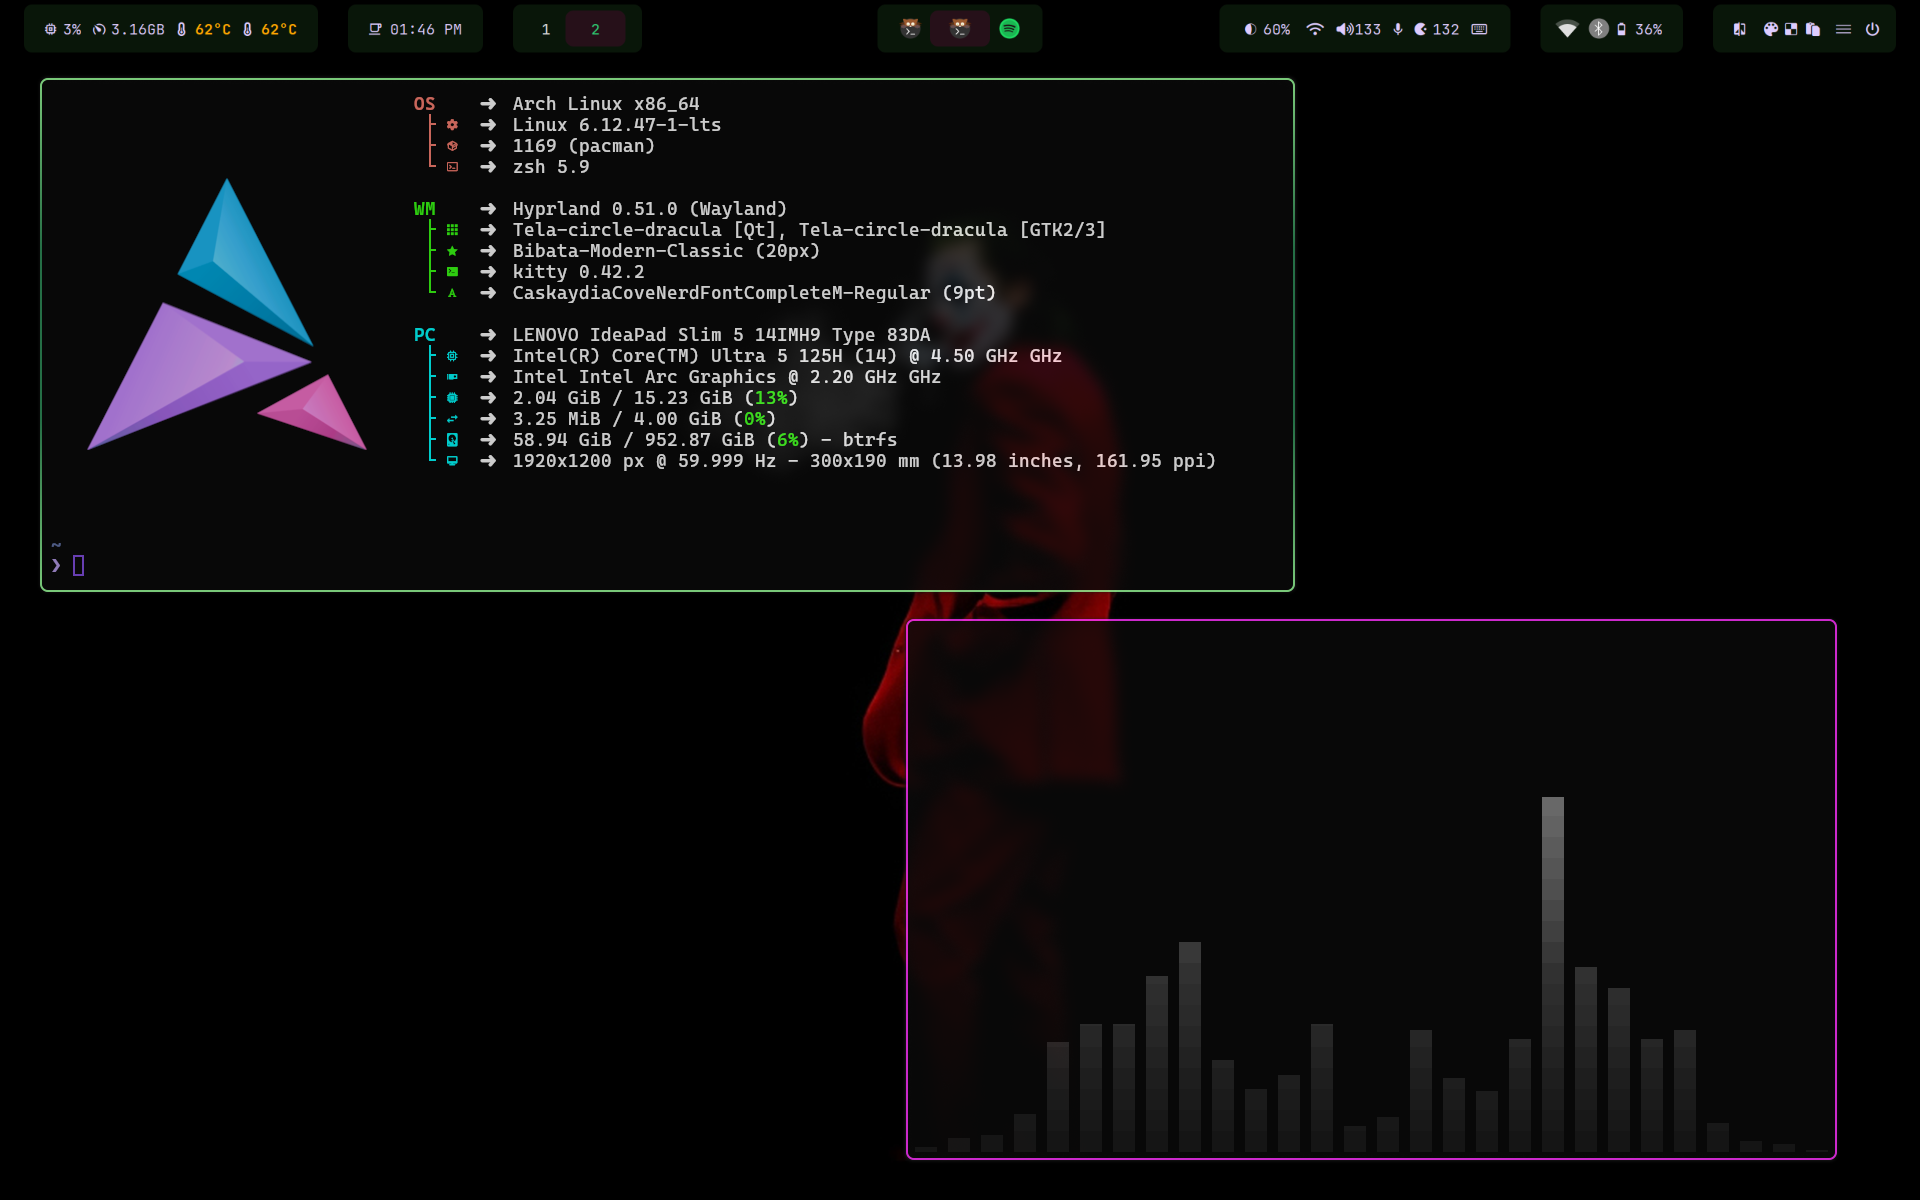 3% 3.16GB 62°C 62°C 01:46 PM 1 2 60% 133 132 36%
OS ➜ Arch Linux x86_64
➜ Linux 6.12.47-1-lts
➜ 1169 (pacman)
➜ zsh 5.9
WM ➜ Hyprland 0.51.0 (Wayland)
➜ Tela-circle-dracula [Qt], Tela-circle-dracula [GTK2/3]
➜ Bibata-Modern-Classic (20px)
➜ kitty 0.42.2
➜ CaskaydiaCoveNerdFontCompleteM-Regular (9pt)
PC ➜ LENOVO IdeaPad Slim 5 14IMH9 Type 83DA
➜ Intel(R) Core(TM) Ultra 5 125H (14) @ 4.50 GHz GHz
➜ Intel Intel Arc Graphics @ 2.20 GHz GHz
➜ 2.04 GiB / 15.23 GiB (13%)
➜ 3.25 MiB / 4.00 GiB (0%)
➜ 58.94 GiB / 952.87 GiB (6%) - btrfs
➜ 1920x1200 px @ 59.999 Hz - 300x190 mm (13.98 inches, 161.95 ppi)
~
❯